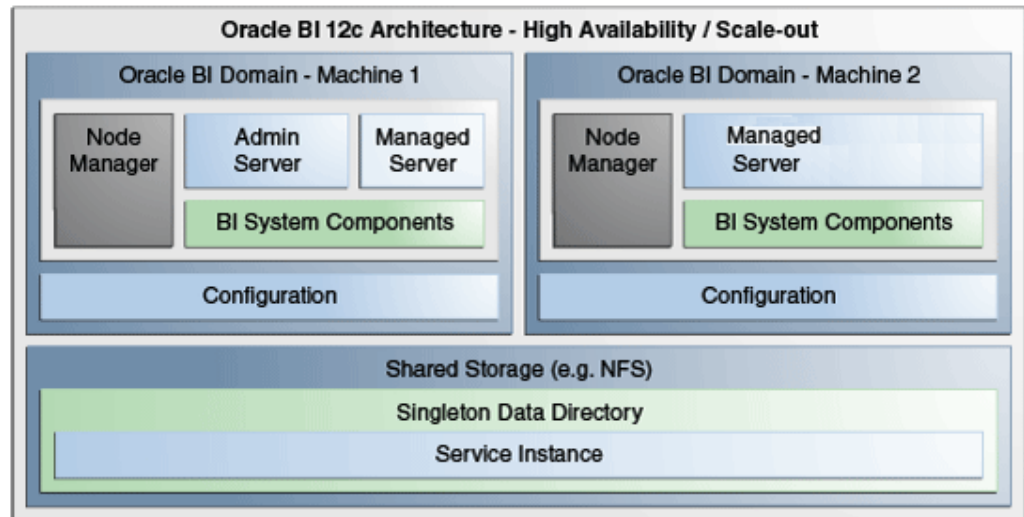 Oracle BI 12c Architecture - High Availability / Scale-out
Oracle BI Domain - Machine 1
Node
Manager
Admin
Server
Managed
Server
BI System Components
Configuration
Oracle BI Domain - Machine 2
Node
Manager
Managed
Server
BI System Components
Configuration
Shared Storage (e.g. NFS)
Singleton Data Directory
Service Instance